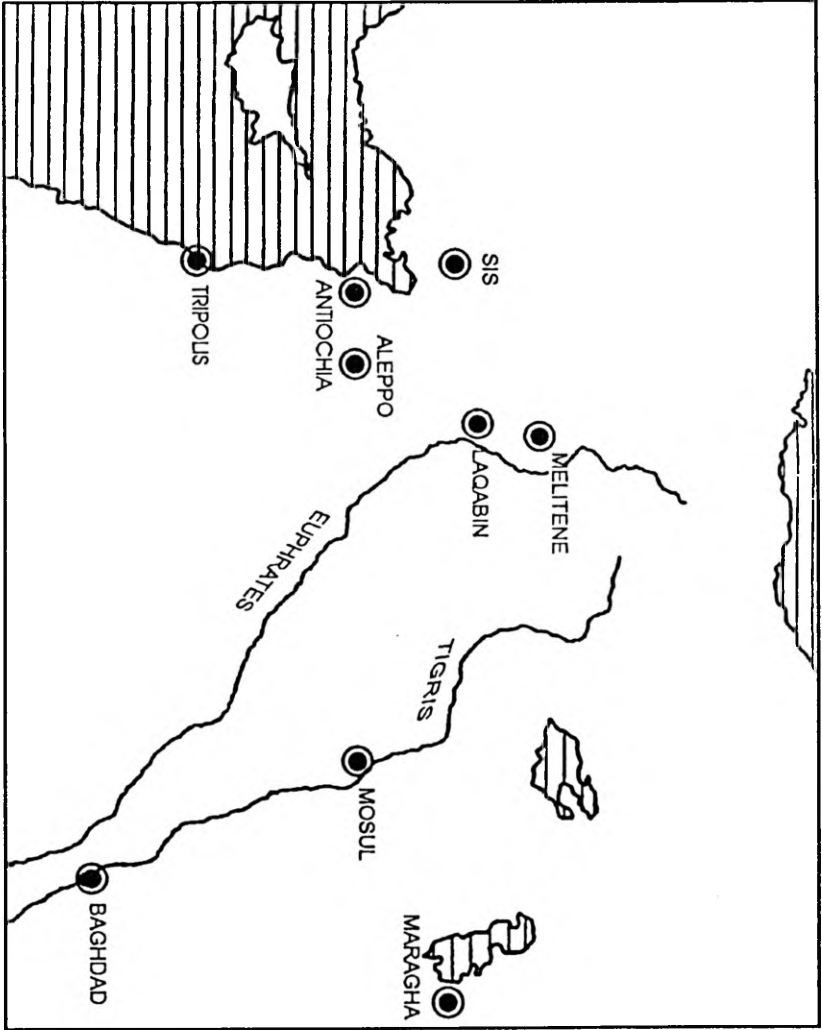 MELITENE
SIS
LAQABIN
TIGRIS
MARAGHA
ALEPPO
MOSUL
ANTIOCHIA
EUPHRATES
TRIPOLIS
BAGHDAD